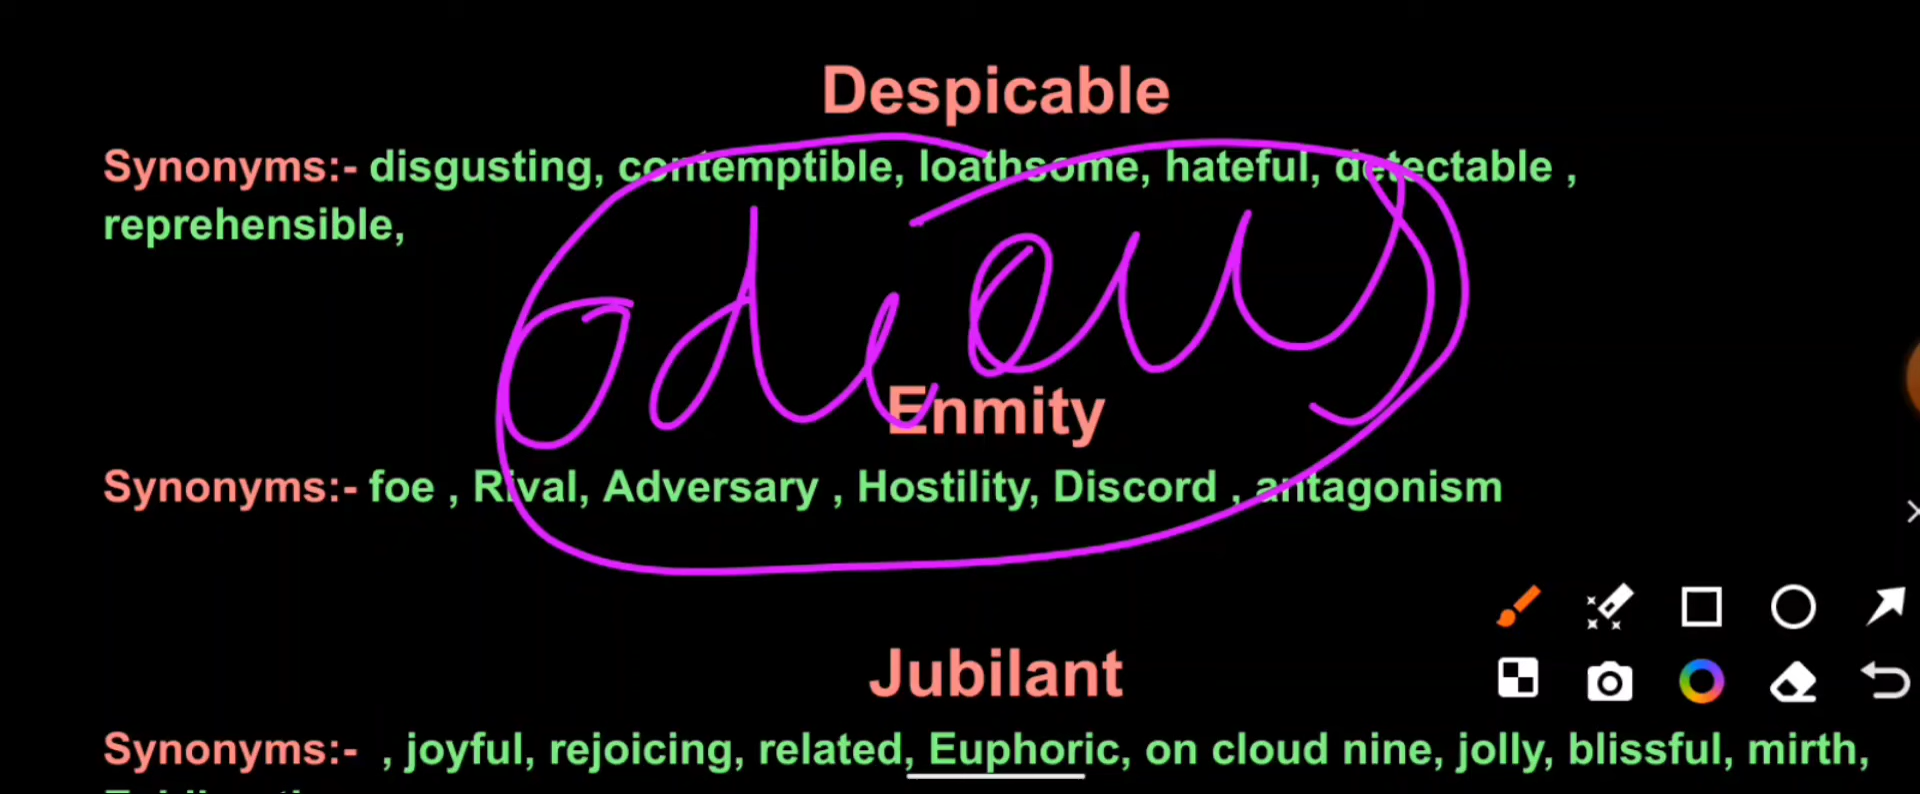 Despicable
Synonyms:- disgusting, contemptible, loathsome, hateful, detectable ,
reprehensible,
odious
Enmity
Synonyms:- foe , Rival, Adversary , Hostility, Discord , antagonism
Jubilant
Synonyms:- , joyful, rejoicing, related, Euphoric, on cloud nine, jolly, blissful, mirth,